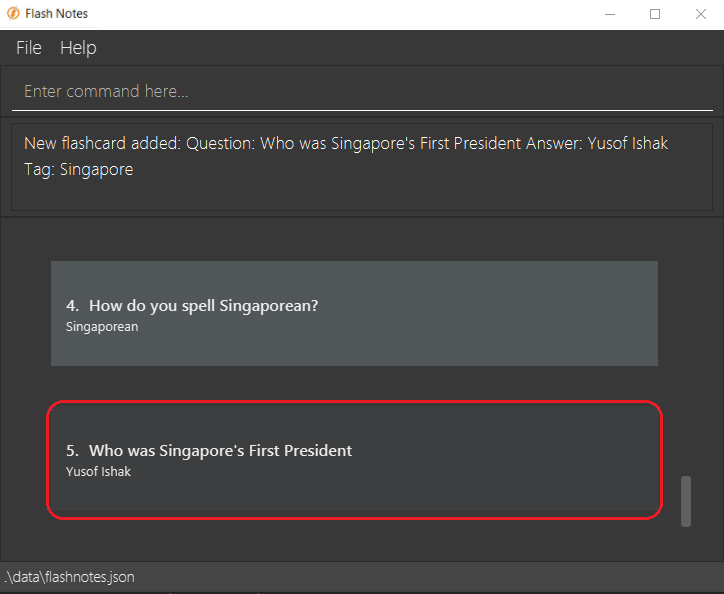 Flash Notes
File Help
Enter command here...
New flashcard added: Question: Who was Singapore's First President Answer: Yusof Ishak
Tag: Singapore
4. How do you spell Singaporean?
Singaporean
5. Who was Singapore's First President
Yusof Ishak
.\data\flashnotes.json